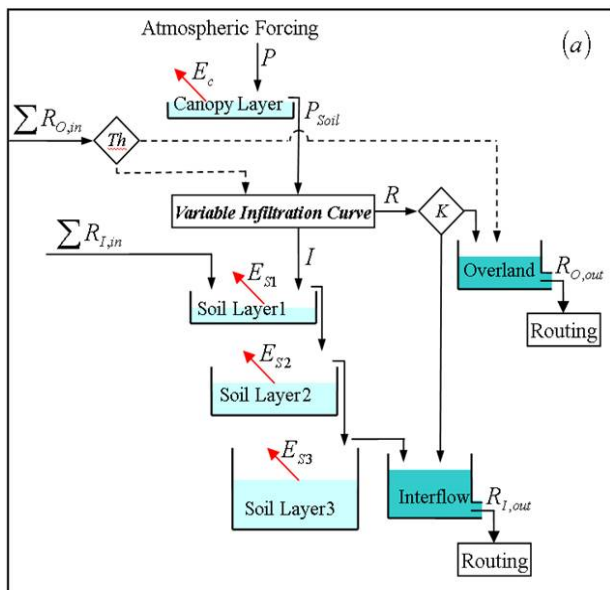 Atmospheric Forcing
(a)
P
E_c
Canopy Layer
P_Soil
∑ R_O,in
Th
Variable Infiltration Curve
R
K
∑ R_I,in
I
Overland
R_O,out
E_S1
Soil Layer1
Routing
E_S2
Soil Layer2
E_S3
Soil Layer3
Interflow
R_I,out
Routing